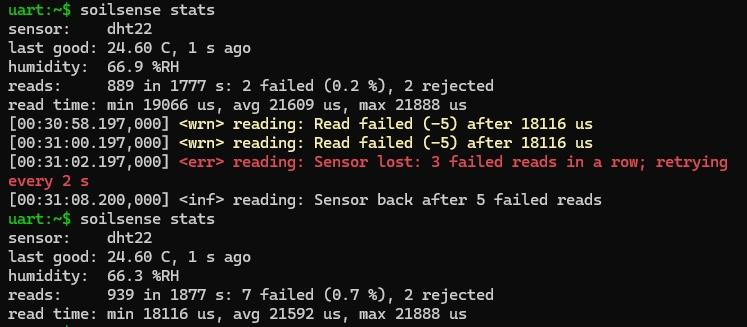 uart:~$ soilsense stats
sensor:    dht22
last good: 24.60 C, 1 s ago
humidity:  66.9 %RH
reads:     889 in 1777 s: 2 failed (0.2 %), 2 rejected
read time: min 19066 us, avg 21609 us, max 21888 us
[00:30:58.197,000] <wrn> reading: Read failed (-5) after 18116 us
[00:31:00.197,000] <wrn> reading: Read failed (-5) after 18116 us
[00:31:02.197,000] <err> reading: Sensor lost: 3 failed reads in a row; retrying
every 2 s
[00:31:08.200,000] <inf> reading: Sensor back after 5 failed reads
uart:~$ soilsense stats
sensor:    dht22
last good: 24.60 C, 1 s ago
humidity:  66.3 %RH
reads:     939 in 1877 s: 7 failed (0.7 %), 2 rejected
read time: min 18116 us, avg 21592 us, max 21888 us